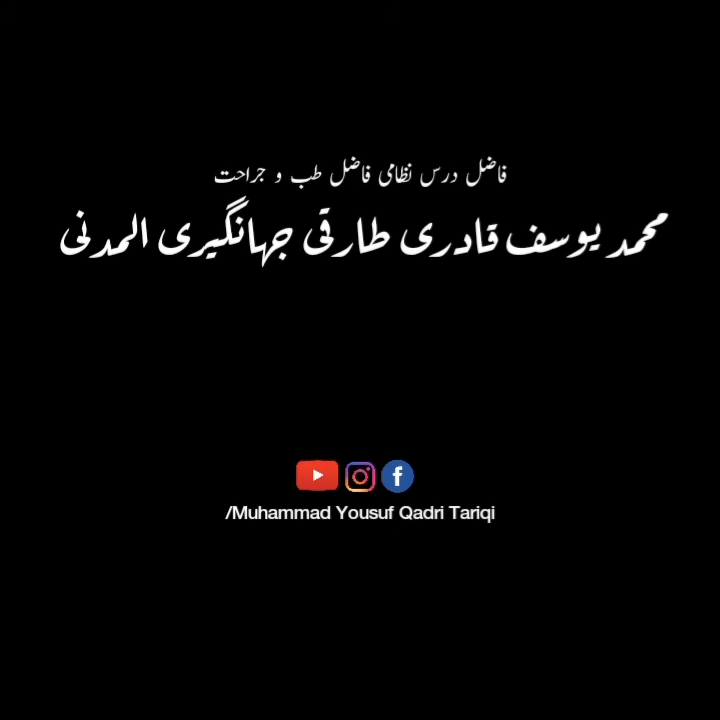 فاضل درس نظامی فاضل طب و جراحت
محمد یوسف قادری طارقی جہانگیری المدنی
/Muhammad Yousuf Qadri Tariqi